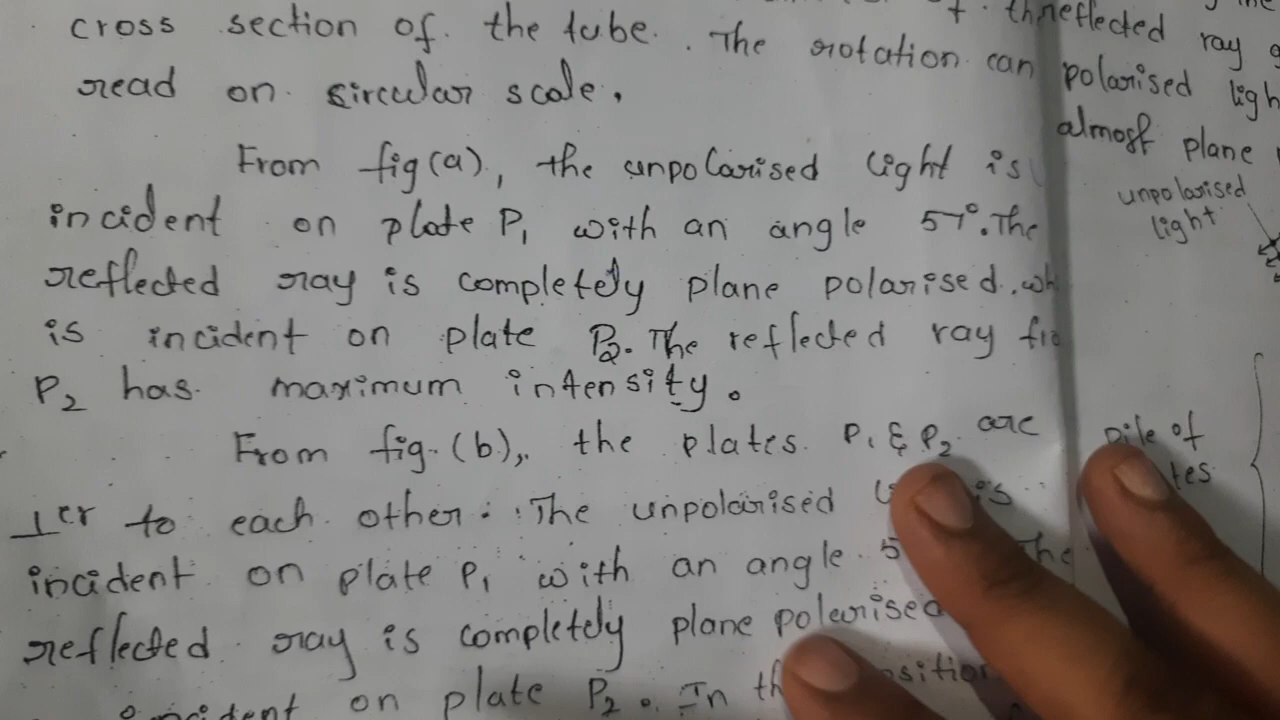 cross section of the tube. The rotation can
read on circular scale.
From fig(a), the unpolarised light is
incident on plate P1 with an angle 57°. The
reflected ray is completely plane polarised.
is incident on plate P2. The reflected ray
P2 has maximum intensity.
From fig. (b), the plates P1 & P2 are
⊥er to each other. The unpolarised is
incident on plate P1 with an angle The
reflected ray is completely plane polarised
on plate P2. In
reflected ray
polarised
almost plane
unpolarised
light
pile of